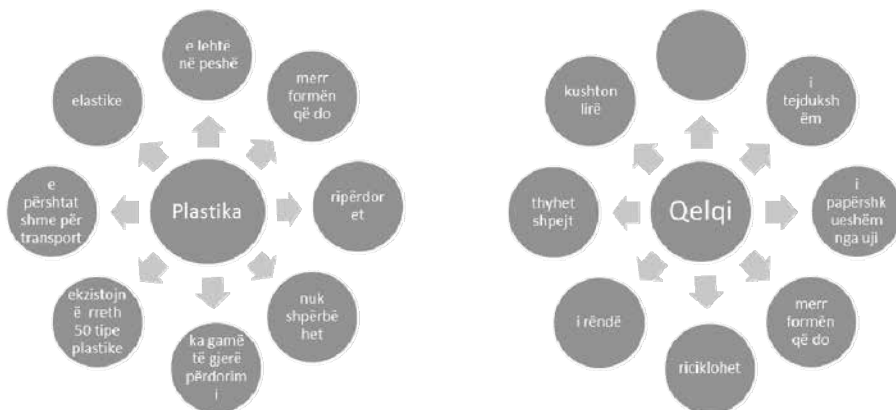 e lehtë
në peshë
merr
formën
që do
ripërdor
et
nuk
shpërbë
het
ka gamë
të gjerë
përdorim
i
ekzistojn
ë rreth
50 tipe
plastike
e
përshtat
shme për
transport
elastike
Plastika
i
tejduksh
ëm
i
papërshk
ueshëm
nga uji
merr
formën
që do
riciklohet
i rëndë
thyhet
shpejt
kushton
lirë
Qelqi